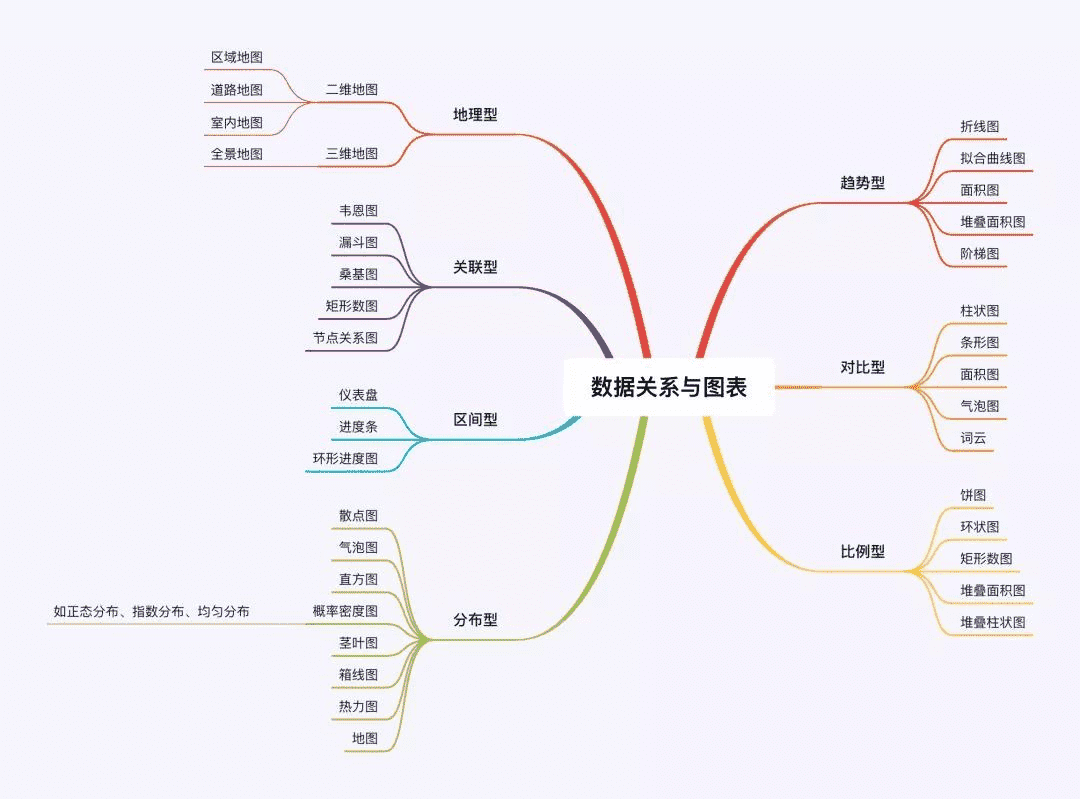 数据关系与图表
地理型
二维地图
区域地图
道路地图
室内地图
三维地图
全景地图
关联型
韦恩图
漏斗图
桑基图
矩形数图
节点关系图
区间型
仪表盘
进度条
环形进度图
分布型
散点图
气泡图
直方图
概率密度图
如正态分布、指数分布、均匀分布
茎叶图
箱线图
热力图
地图
趋势型
折线图
拟合曲线图
面积图
堆叠面积图
阶梯图
对比型
柱状图
条形图
面积图
气泡图
词云
比例型
饼图
环状图
矩形数图
堆叠面积图
堆叠柱状图